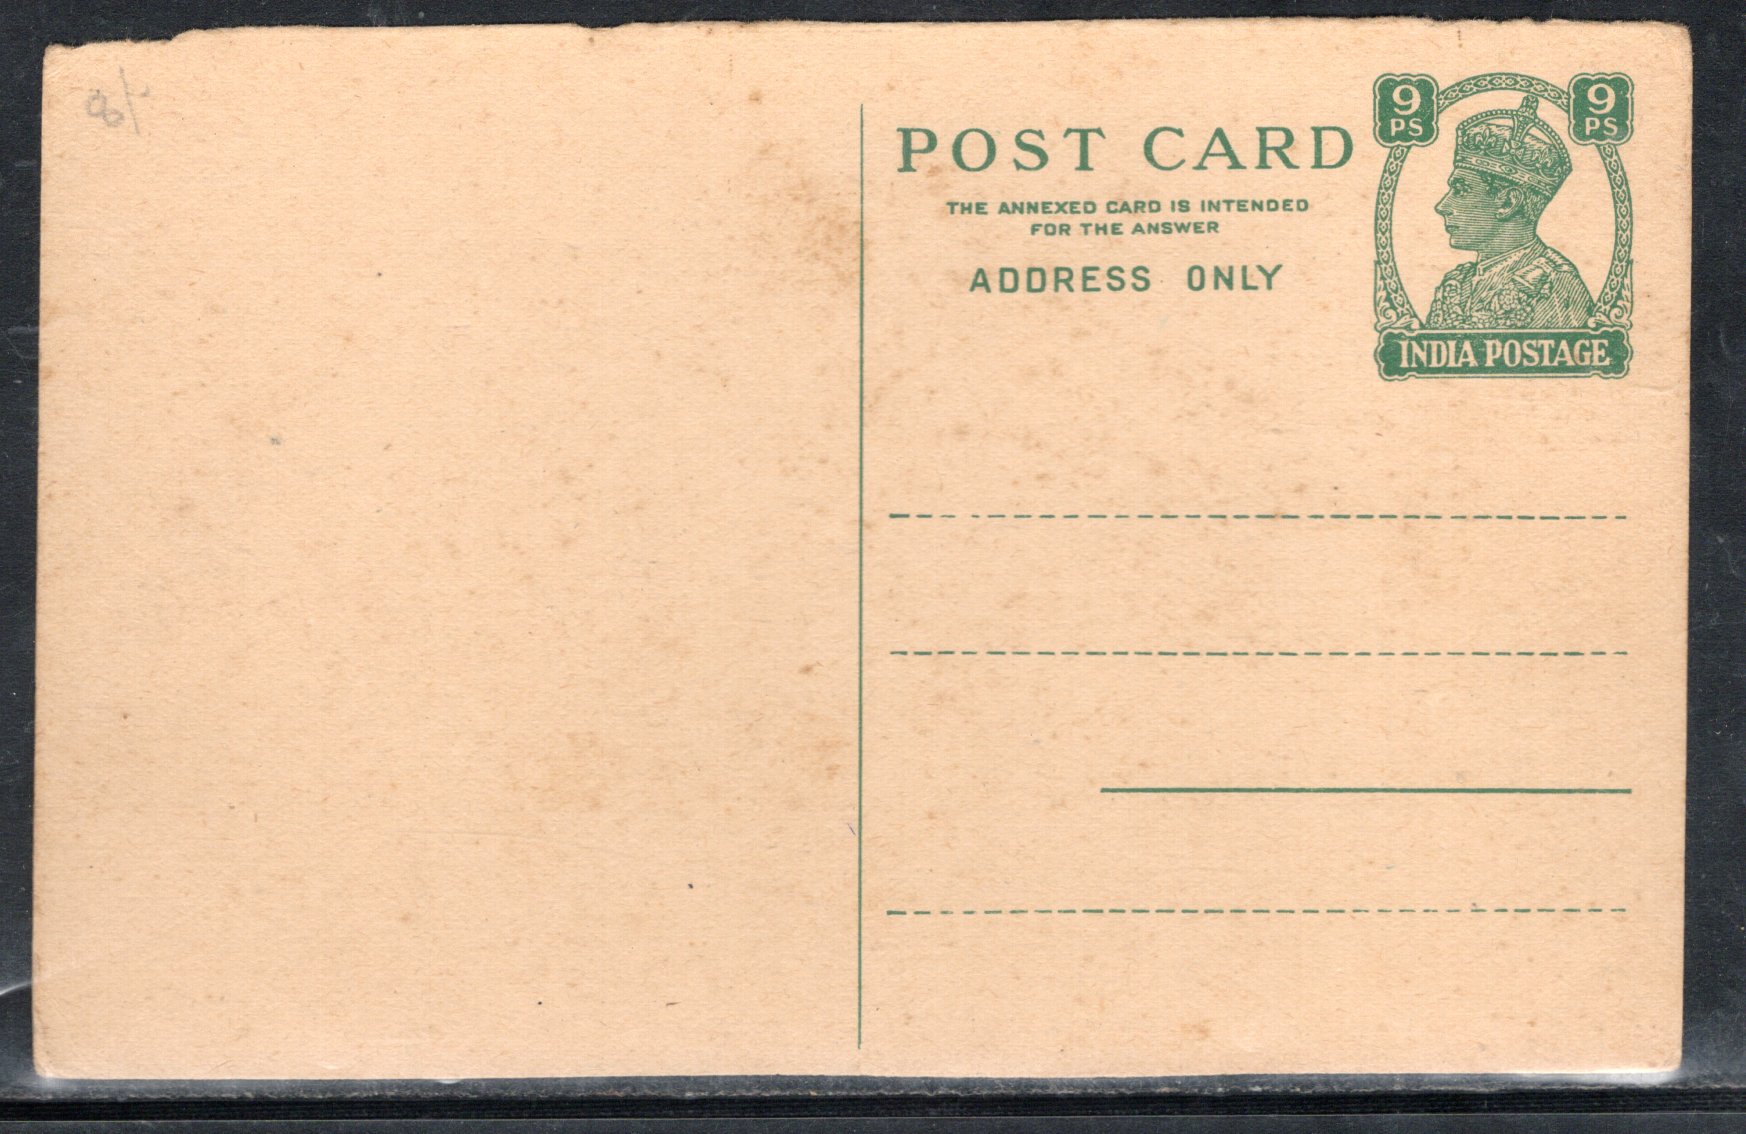 POST CARD
THE ANNEXED CARD IS INTENDED
FOR THE ANSWER
ADDRESS ONLY
9 PS
9 PS
INDIA POSTAGE